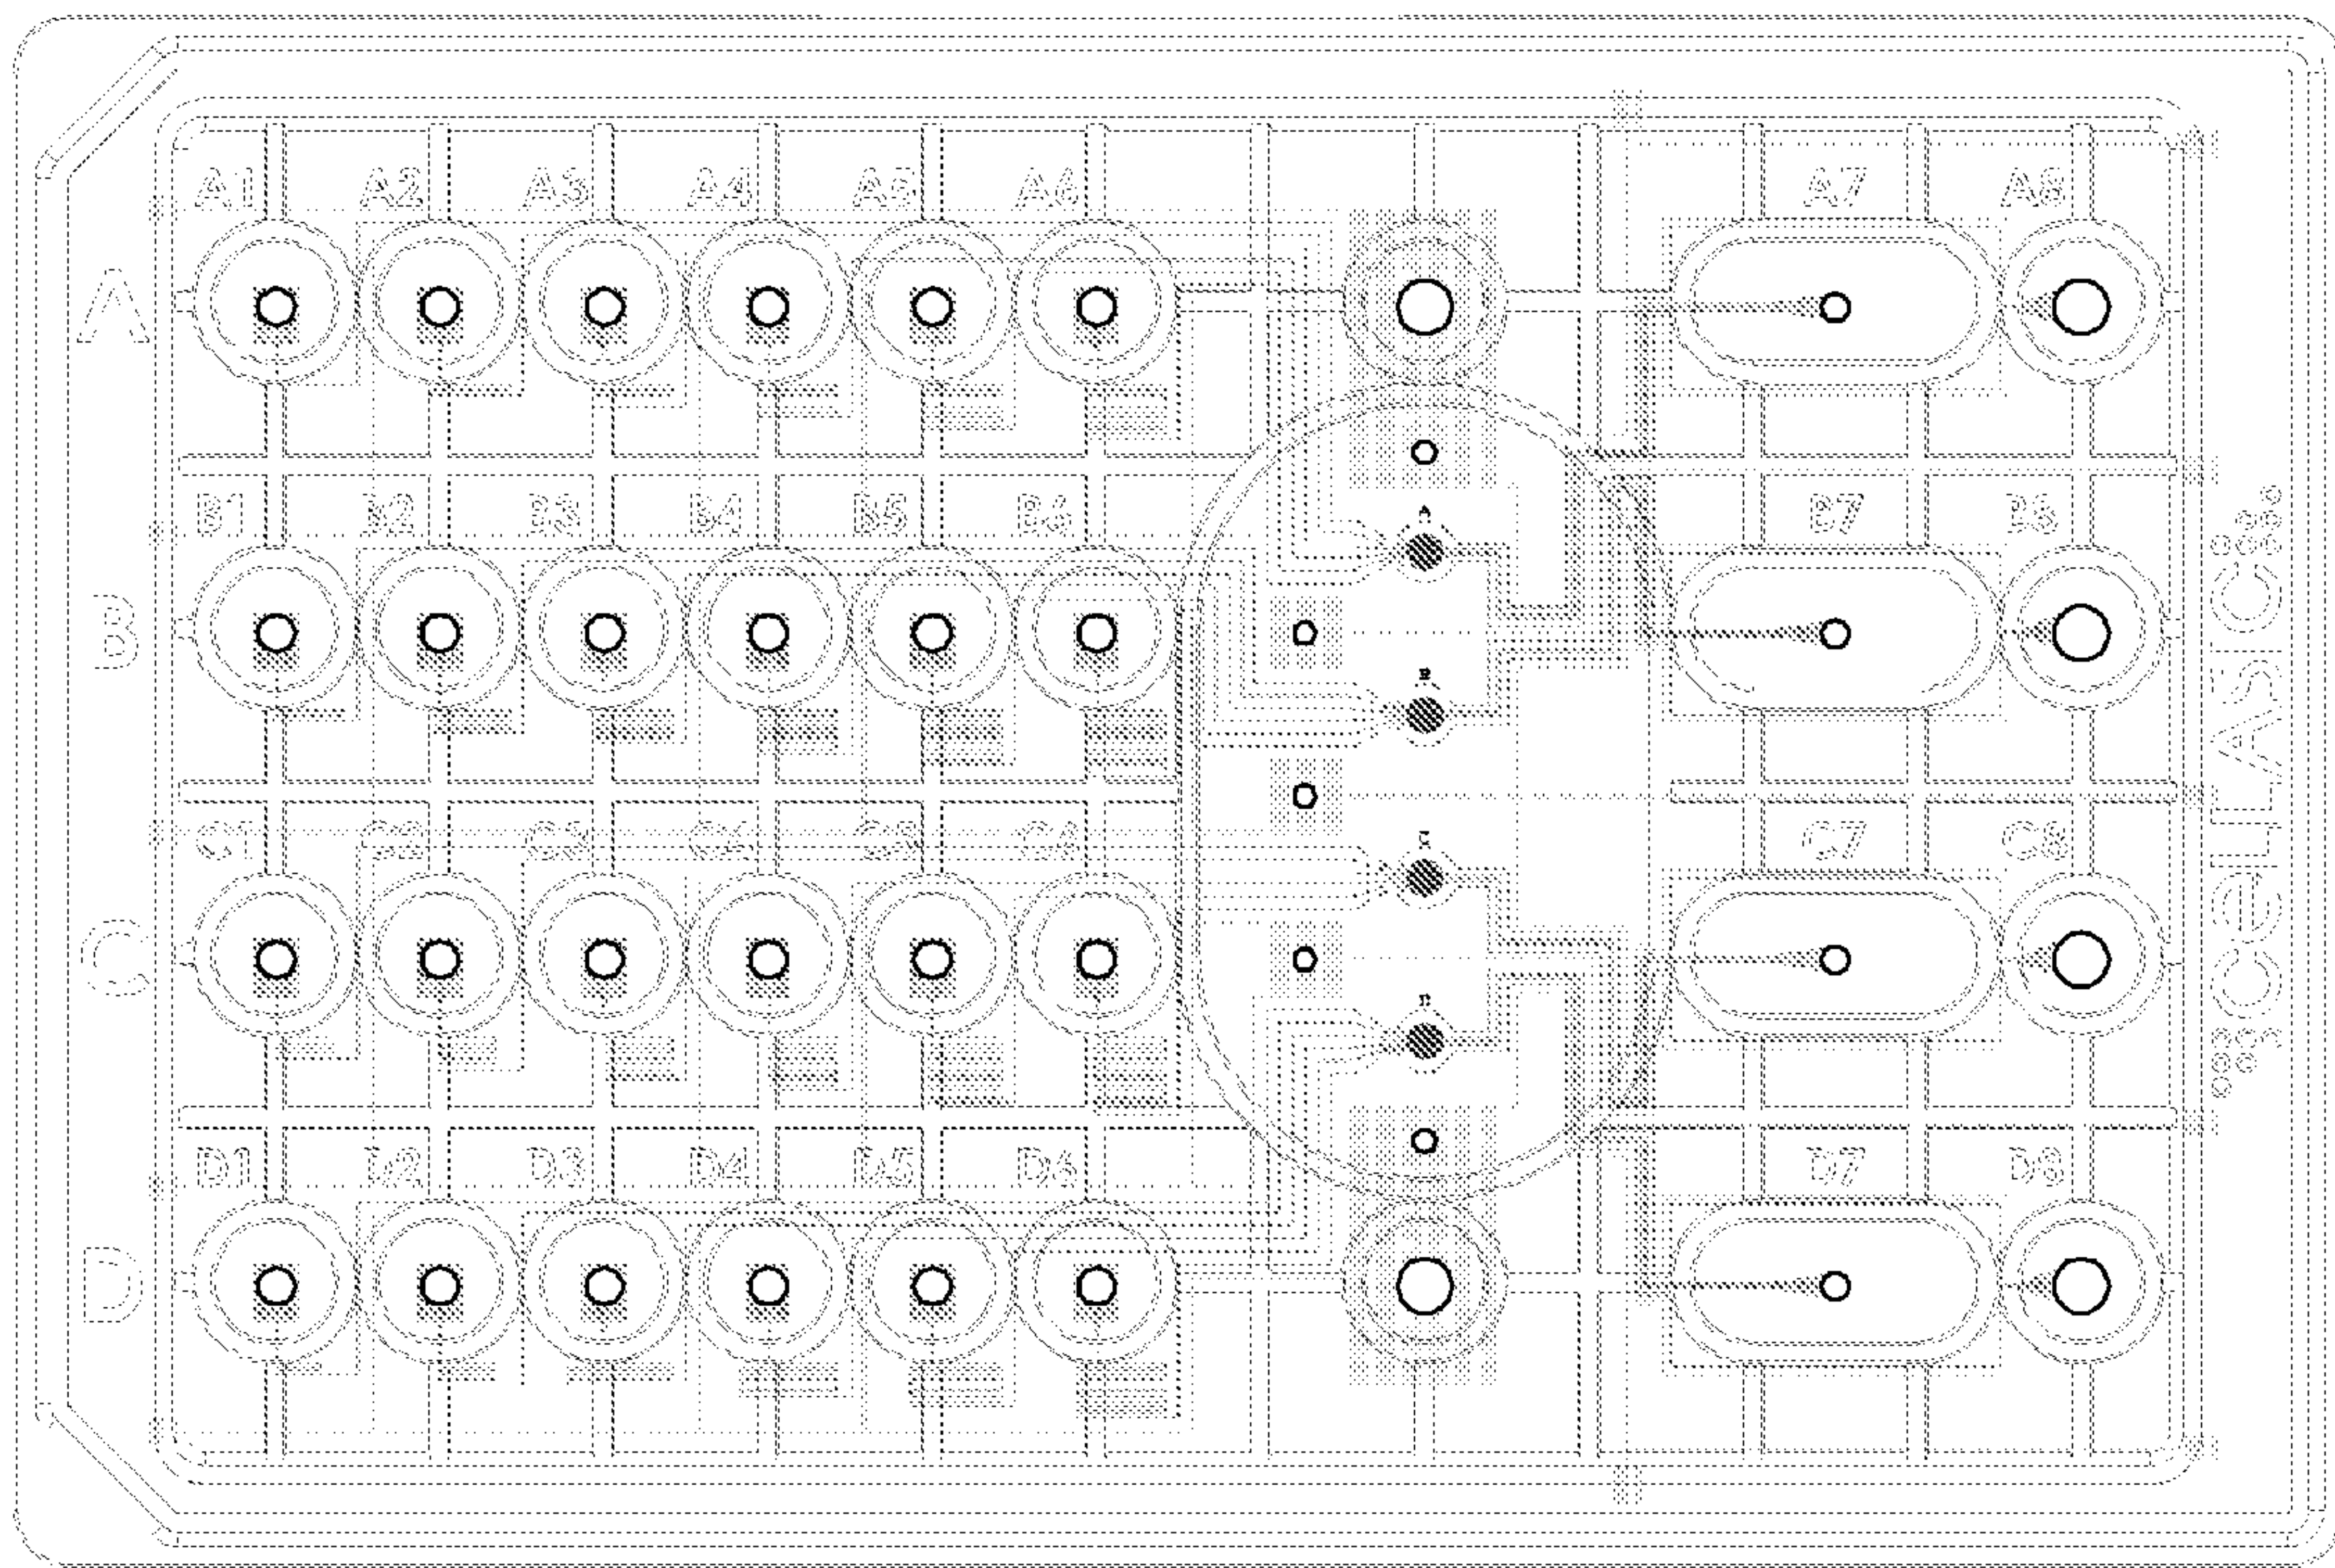 A1 A2 A3 A4 A5 A6 A7 A8
A
B1 B2 B3 B4 B5 B6 B7 B8
A
B
B
C1 C2 C3 C4 C5 C6 C7 C8
C
C
D
D1 D2 D3 D4 D5 D6 D7 D8
D
CellASIC